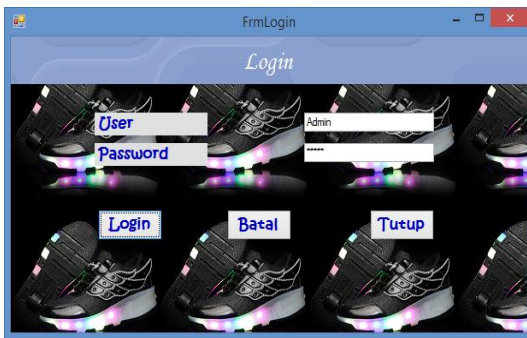 FrmLogin
Login
User Admin
Password *****
Login Batal Tutup